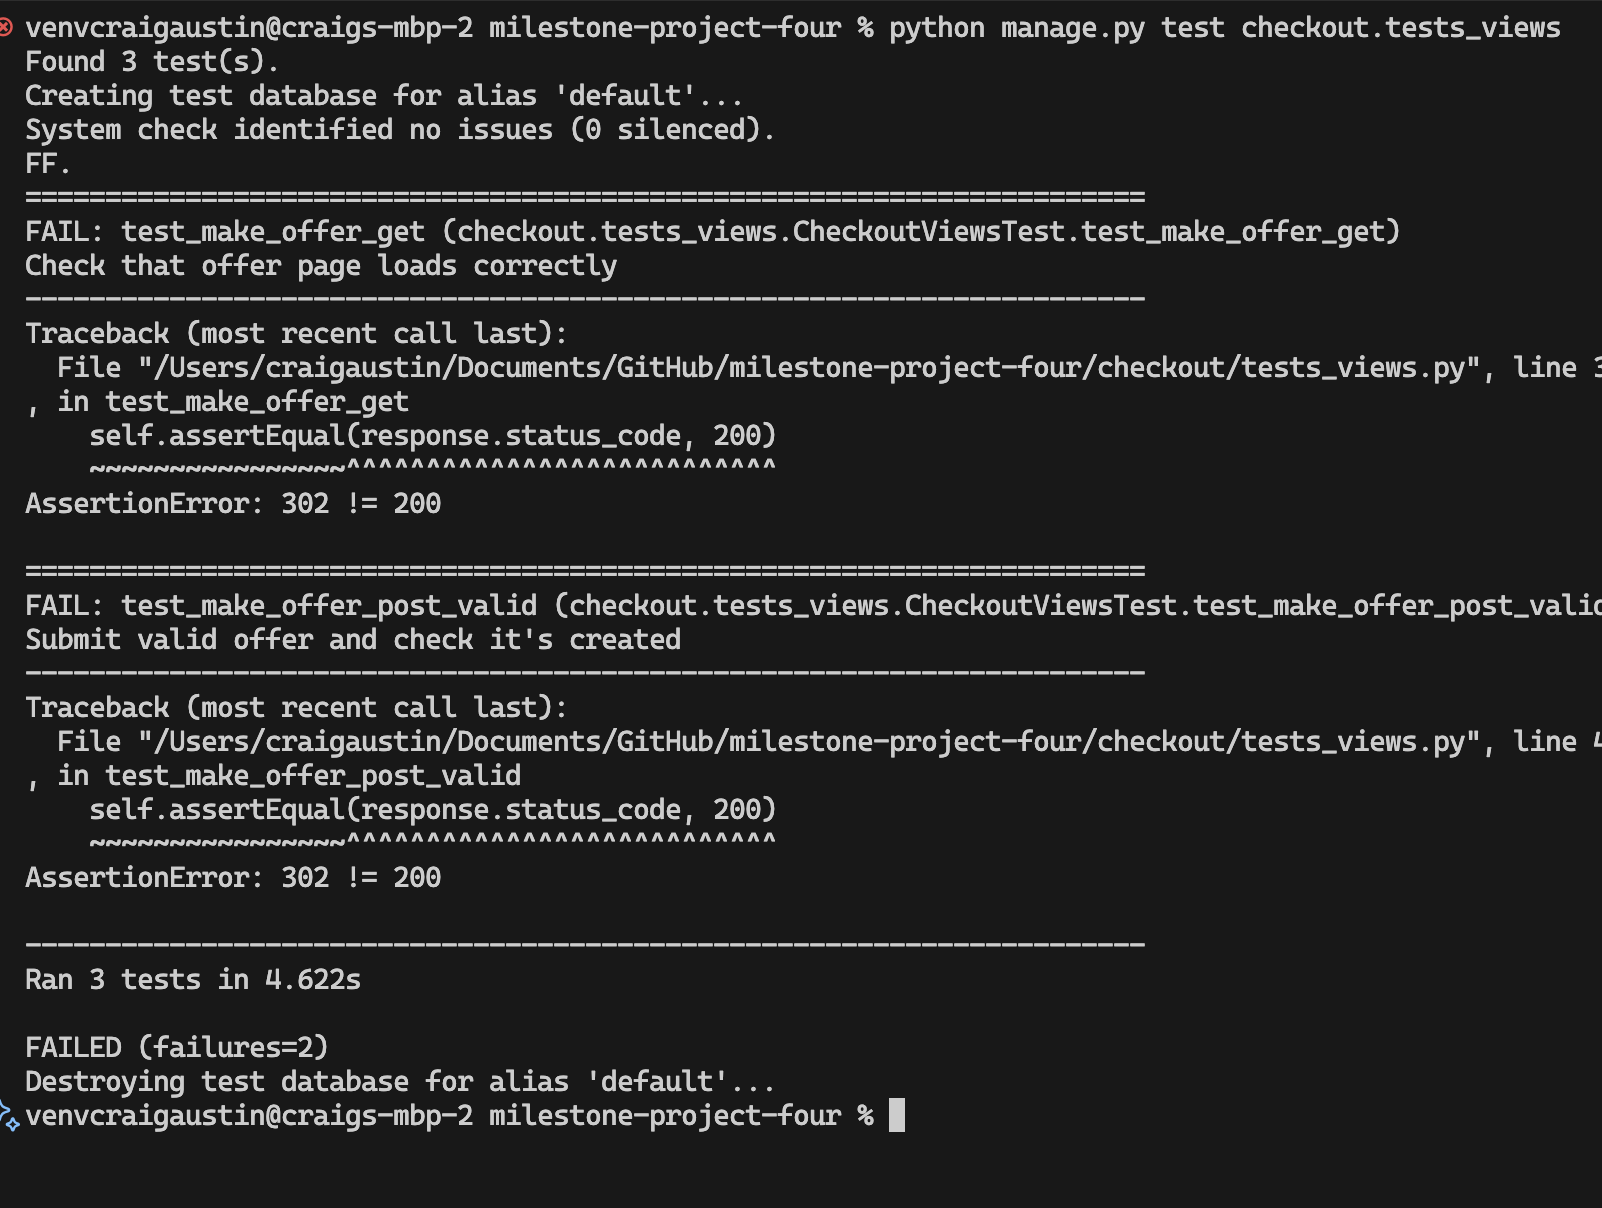 venvcraigaustin@craigs-mbp-2 milestone-project-four % python manage.py test checkout.tests_views
Found 3 test(s).
Creating test database for alias 'default'...
System check identified no issues (0 silenced).
FF.
======================================================================
FAIL: test_make_offer_get (checkout.tests_views.CheckoutViewsTest.test_make_offer_get)
Check that offer page loads correctly
----------------------------------------------------------------------
Traceback (most recent call last):
  File "/Users/craigaustin/Documents/GitHub/milestone-project-four/checkout/tests_views.py", line
, in test_make_offer_get
    self.assertEqual(response.status_code, 200)
    ~~~~~~~~~~~~~~~~^^^^^^^^^^^^^^^^^^^^^^^^^^^
AssertionError: 302 != 200

======================================================================
FAIL: test_make_offer_post_valid (checkout.tests_views.CheckoutViewsTest.test_make_offer_post_valid
Submit valid offer and check it's created
----------------------------------------------------------------------
Traceback (most recent call last):
  File "/Users/craigaustin/Documents/GitHub/milestone-project-four/checkout/tests_views.py", line
, in test_make_offer_post_valid
    self.assertEqual(response.status_code, 200)
    ~~~~~~~~~~~~~~~~^^^^^^^^^^^^^^^^^^^^^^^^^^^
AssertionError: 302 != 200

----------------------------------------------------------------------
Ran 3 tests in 4.622s

FAILED (failures=2)
Destroying test database for alias 'default'...
venvcraigaustin@craigs-mbp-2 milestone-project-four %